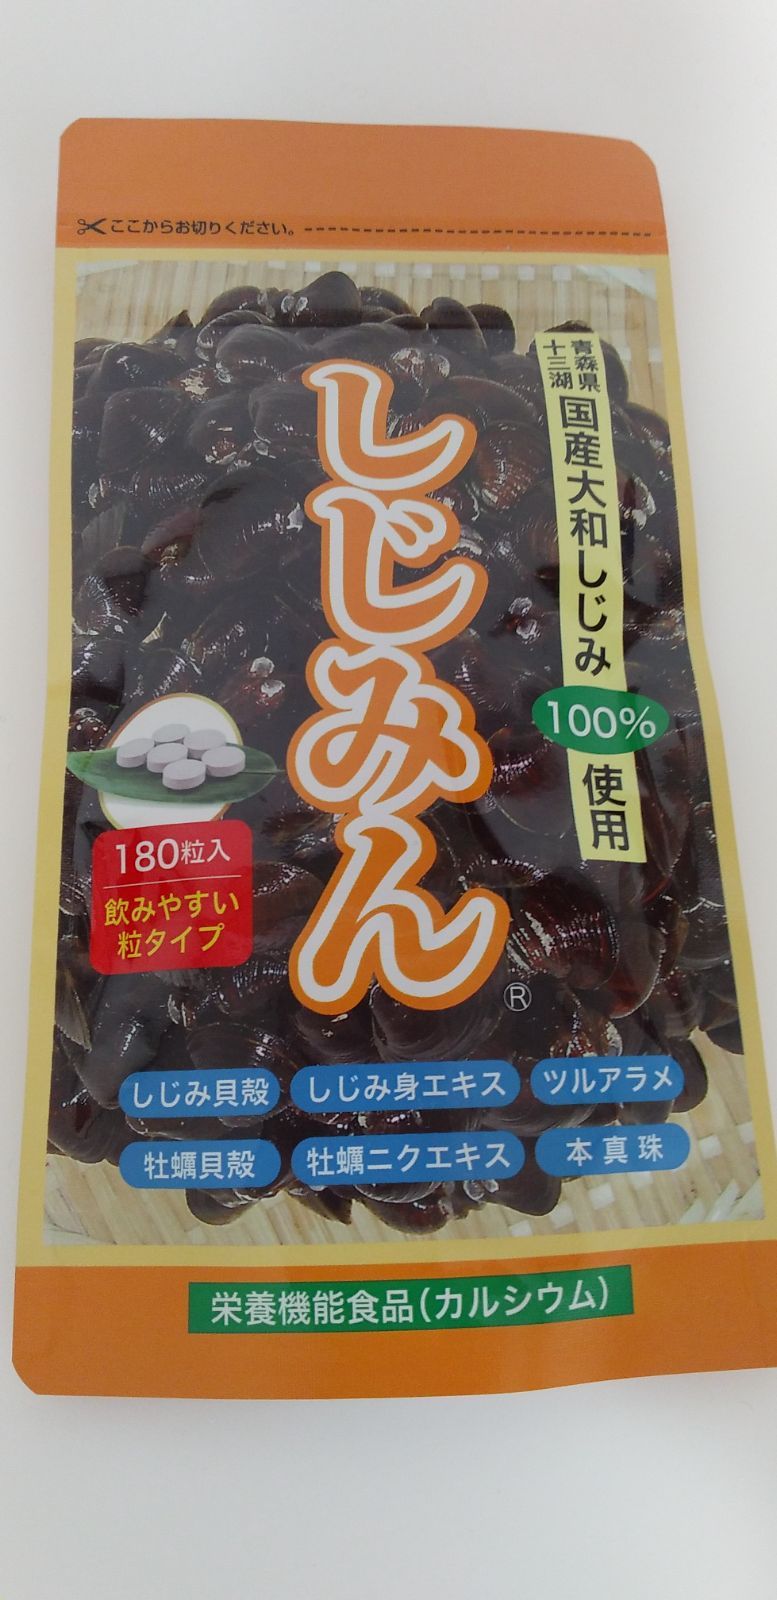 ここからお切りください。
青森県
十三湖
国産大和しじみ
100%
使用
しじみん
®
180粒入
飲みやすい
粒タイプ
しじみ貝殻
しじみ身エキス
ツルアラメ
牡蠣貝殻
牡蠣ニクエキス
本真珠
栄養機能食品(カルシウム)